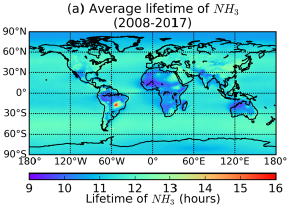 (a) Average lifetime of NH3
(2008-2017)
90°N
60°N
30°N
0°
30°S
60°S
90°S
180° 120°W 60°W 0° 60°E 120°E 180°
9 10 11 12 13 14 15 16
Lifetime of NH3 (hours)